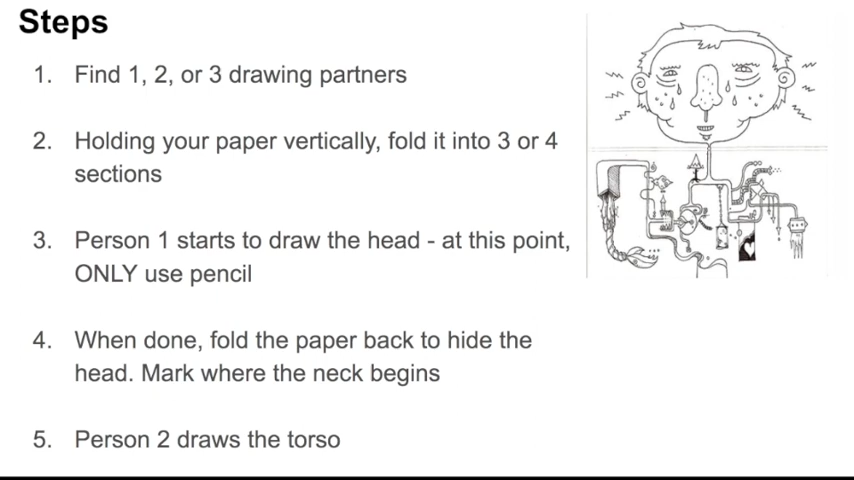 Steps
1. Find 1, 2, or 3 drawing partners
2. Holding your paper vertically, fold it into 3 or 4
sections
3. Person 1 starts to draw the head - at this point,
ONLY use pencil
4. When done, fold the paper back to hide the
head. Mark where the neck begins
5. Person 2 draws the torso